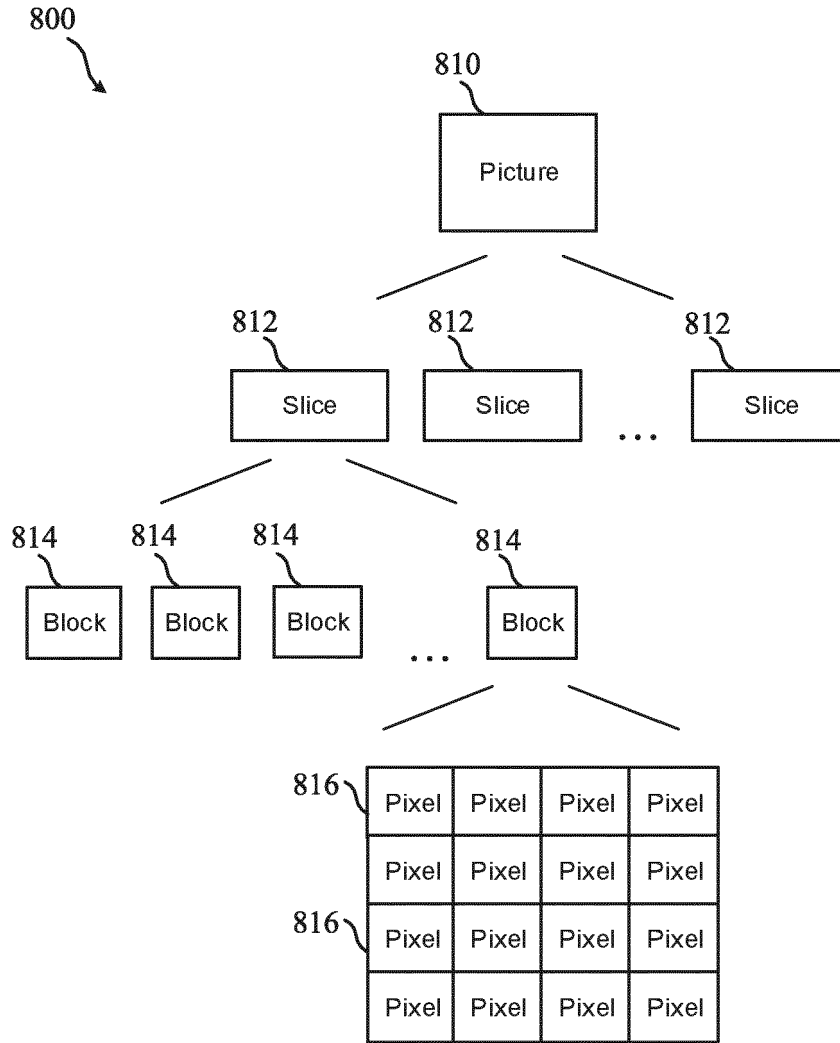 800
810
Picture
812 812 812
Slice Slice ... Slice
814 814 814 814
Block Block Block ... Block
816 Pixel Pixel Pixel Pixel
Pixel Pixel Pixel Pixel
816 Pixel Pixel Pixel Pixel
Pixel Pixel Pixel Pixel